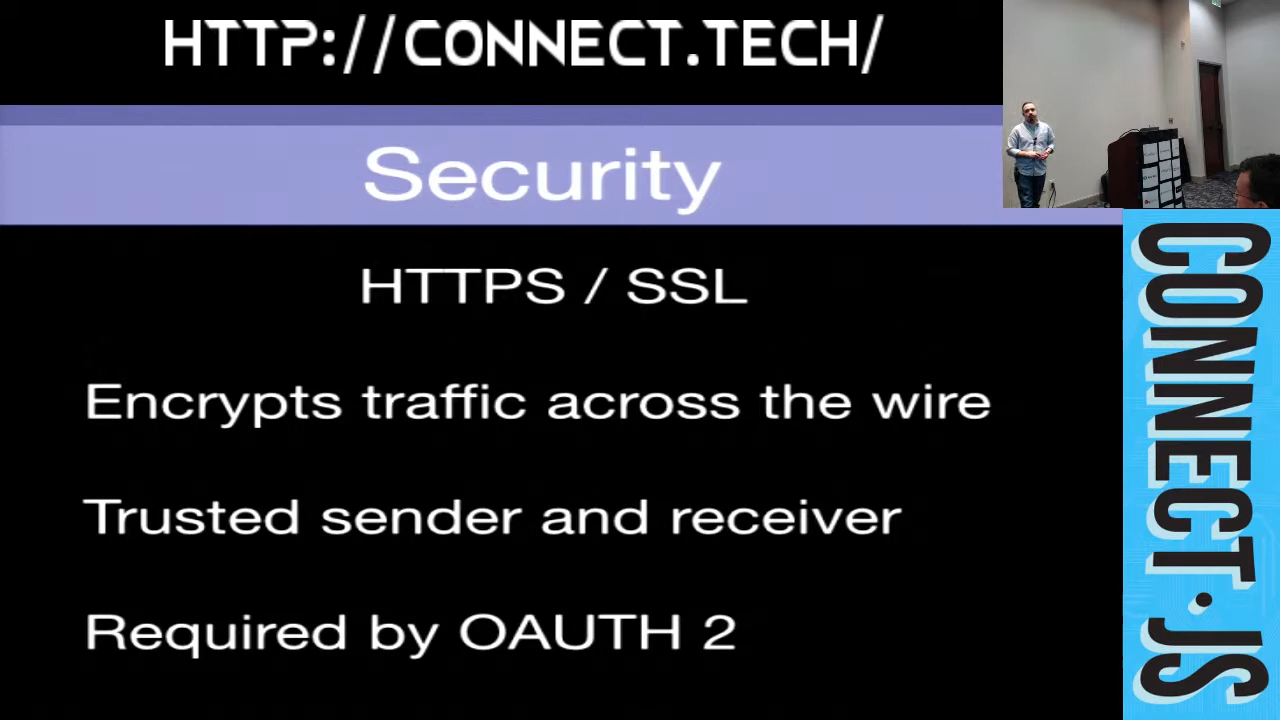 HTTP://CONNECT.TECH/
Security
HTTPS / SSL
Encrypts traffic across the wire
Trusted sender and receiver
Required by OAUTH 2
CONNECT.JS